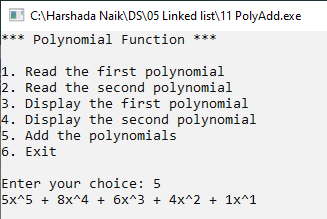 C:\Harshada Naik\DS\05 Linked list\11 PolyAdd.exe
*** Polynomial Function ***
1. Read the first polynomial
2. Read the second polynomial
3. Display the first polynomial
4. Display the second polynomial
5. Add the polynomials
6. Exit
Enter your choice: 5
5x^5 + 8x^4 + 6x^3 + 4x^2 + 1x^1